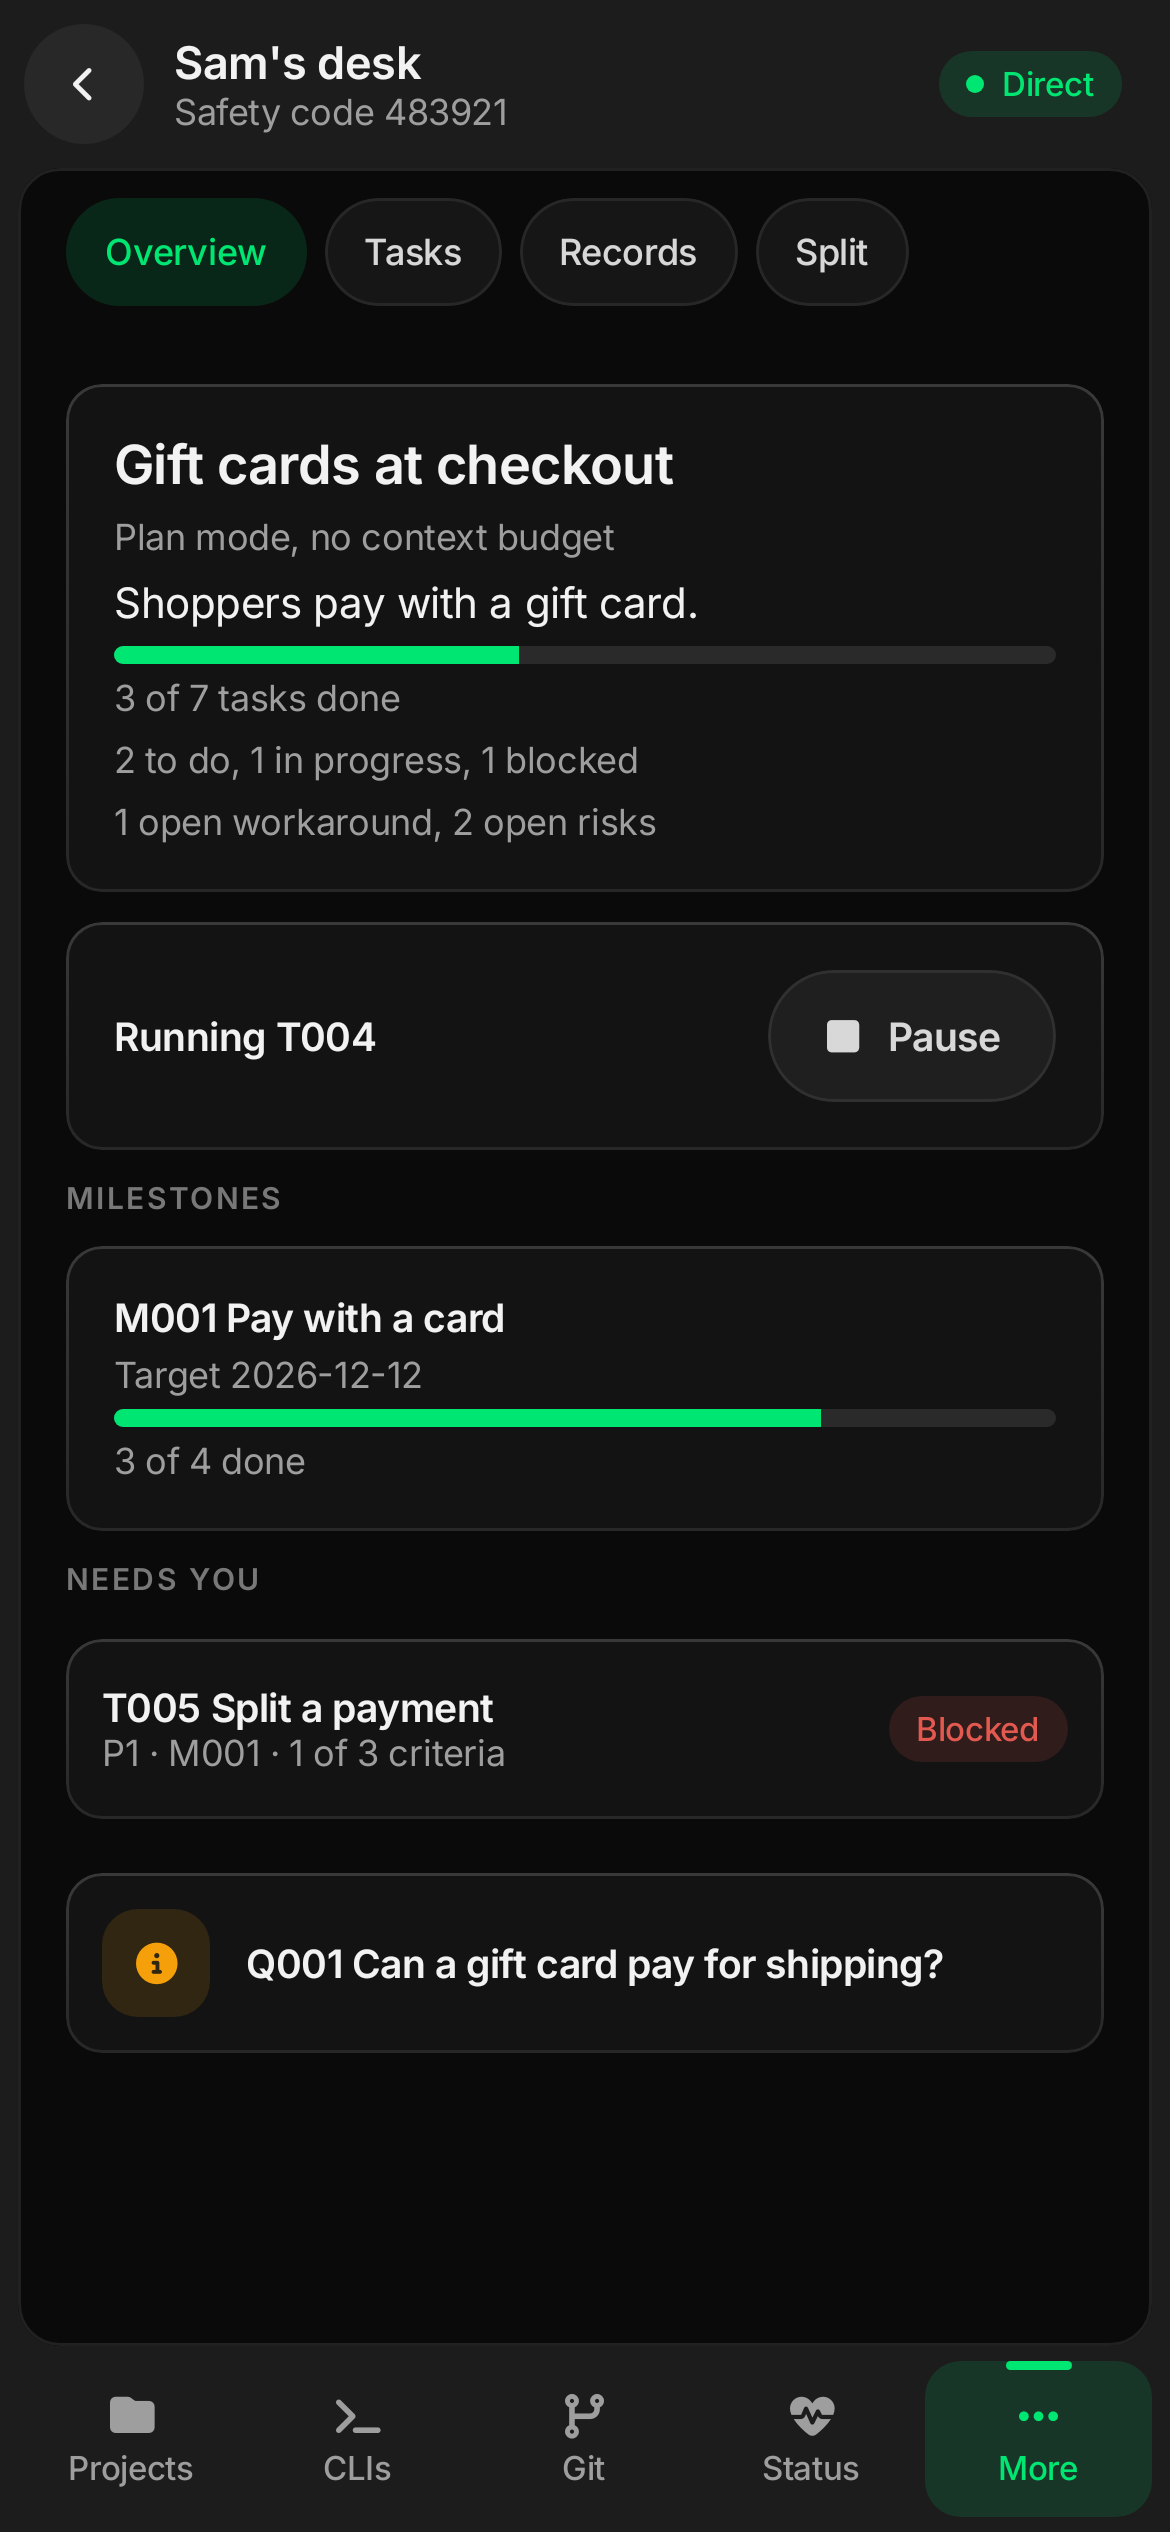 Sam's desk
Safety code 483921
Direct
Overview
Tasks
Records
Split
Gift cards at checkout
Plan mode, no context budget
Shoppers pay with a gift card.
3 of 7 tasks done
2 to do, 1 in progress, 1 blocked
1 open workaround, 2 open risks
Running T004
Pause
MILESTONES
M001 Pay with a card
Target 2026-12-12
3 of 4 done
NEEDS YOU
T005 Split a payment
P1 · M001 · 1 of 3 criteria
Blocked
Q001 Can a gift card pay for shipping?
Projects
CLIs
Git
Status
More